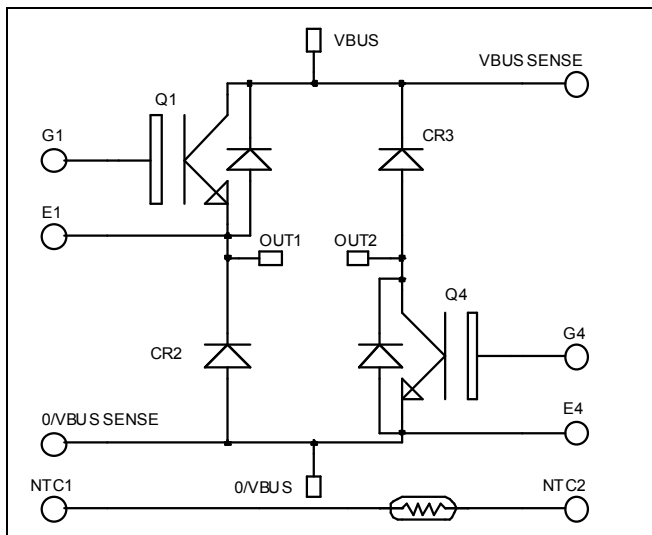 VBUS
VBUS SENSE
Q1
G1
CR3
E1
OUT1
OUT2
Q4
CR2
G4
E4
0/VBUS SENSE
NTC1
0/VBUS
NTC2